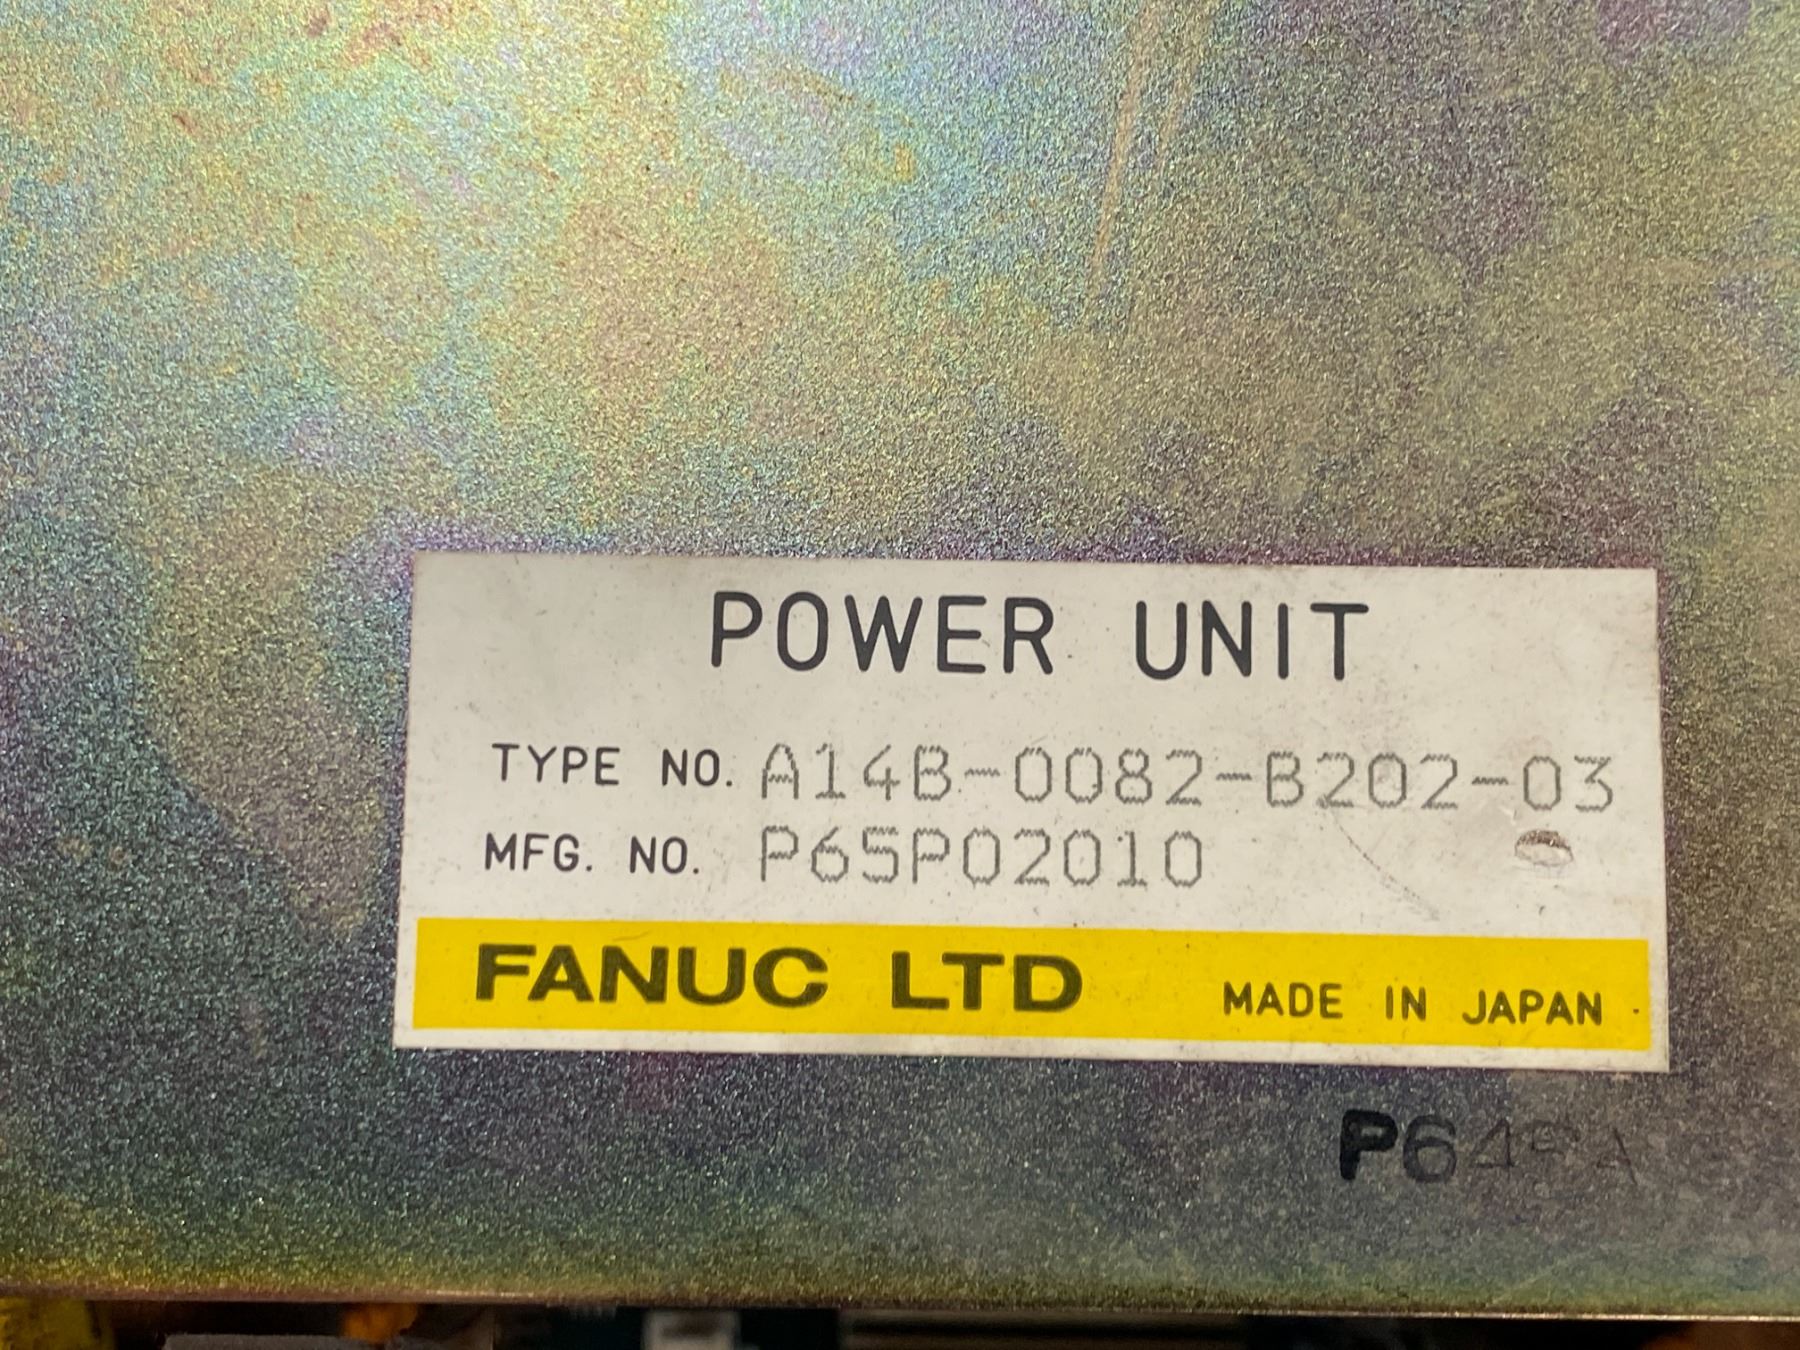 POWER UNIT
TYPE NO. A14B-0082-B202-03
MFG. NO. P65P02010
FANUC LTD MADE IN JAPAN